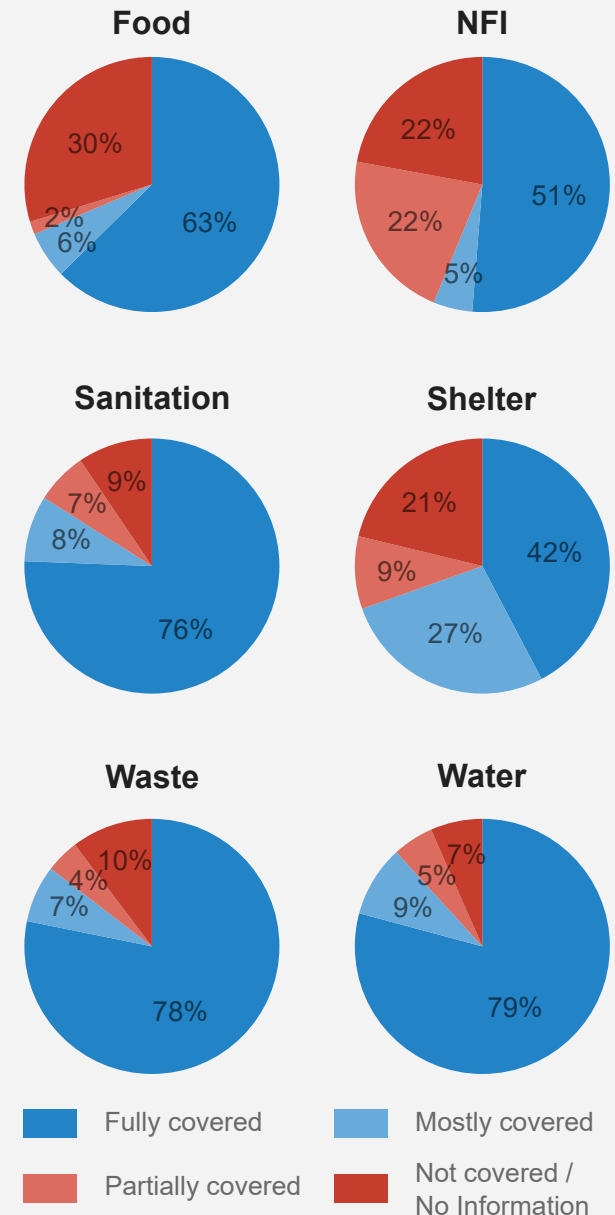 Food
30%
2%
6%
63%
NFI
22%
22%
5%
51%
Sanitation
9%
7%
8%
76%
Shelter
21%
9%
27%
42%
Waste
10%
4%
7%
78%
Water
7%
5%
9%
79%
Fully covered
Mostly covered
Partially covered
Not covered /
No Information